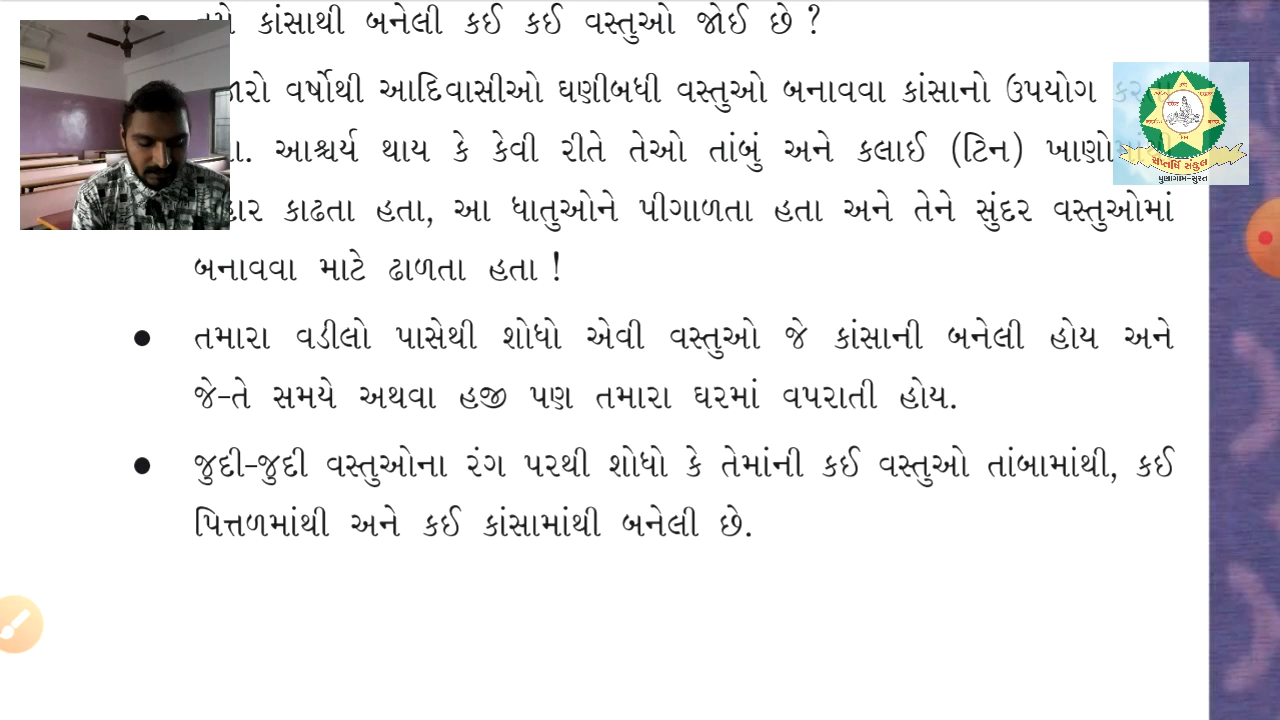 કાંસાથી બનેલી કઈ કઈ વસ્તુઓ જોઈ છે ?
વર્ષોથી આદિવાસીઓ ઘણીબધી વસ્તુઓ બનાવવા કાંસાનો ઉપયોગ
આશ્ચર્ય થાય કે કેવી રીતે તેઓ તાંબું અને કલાઈ (ટિન)
કાઢતા હતા, આ ધાતુઓને પીગાળતા હતા અને તેને સુંદર વસ્તુઓમાં
બનાવવા માટે ઢાળતા હતા !
• તમારા વડીલો પાસેથી શોધો એવી વસ્તુઓ જે કાંસાની બનેલી હોય અને
જે-તે સમયે અથવા હજી પણ તમારા ઘરમાં વપરાતી હોય.
• જુદી-જુદી વસ્તુઓના રંગ પરથી શોધો કે તેમાંની કઈ વસ્તુઓ તાંબામાંથી, કઈ
પિત્તળમાંથી અને કઈ કાંસામાંથી બનેલી છે.
સંકુલ
પુણાગામ-સુરત